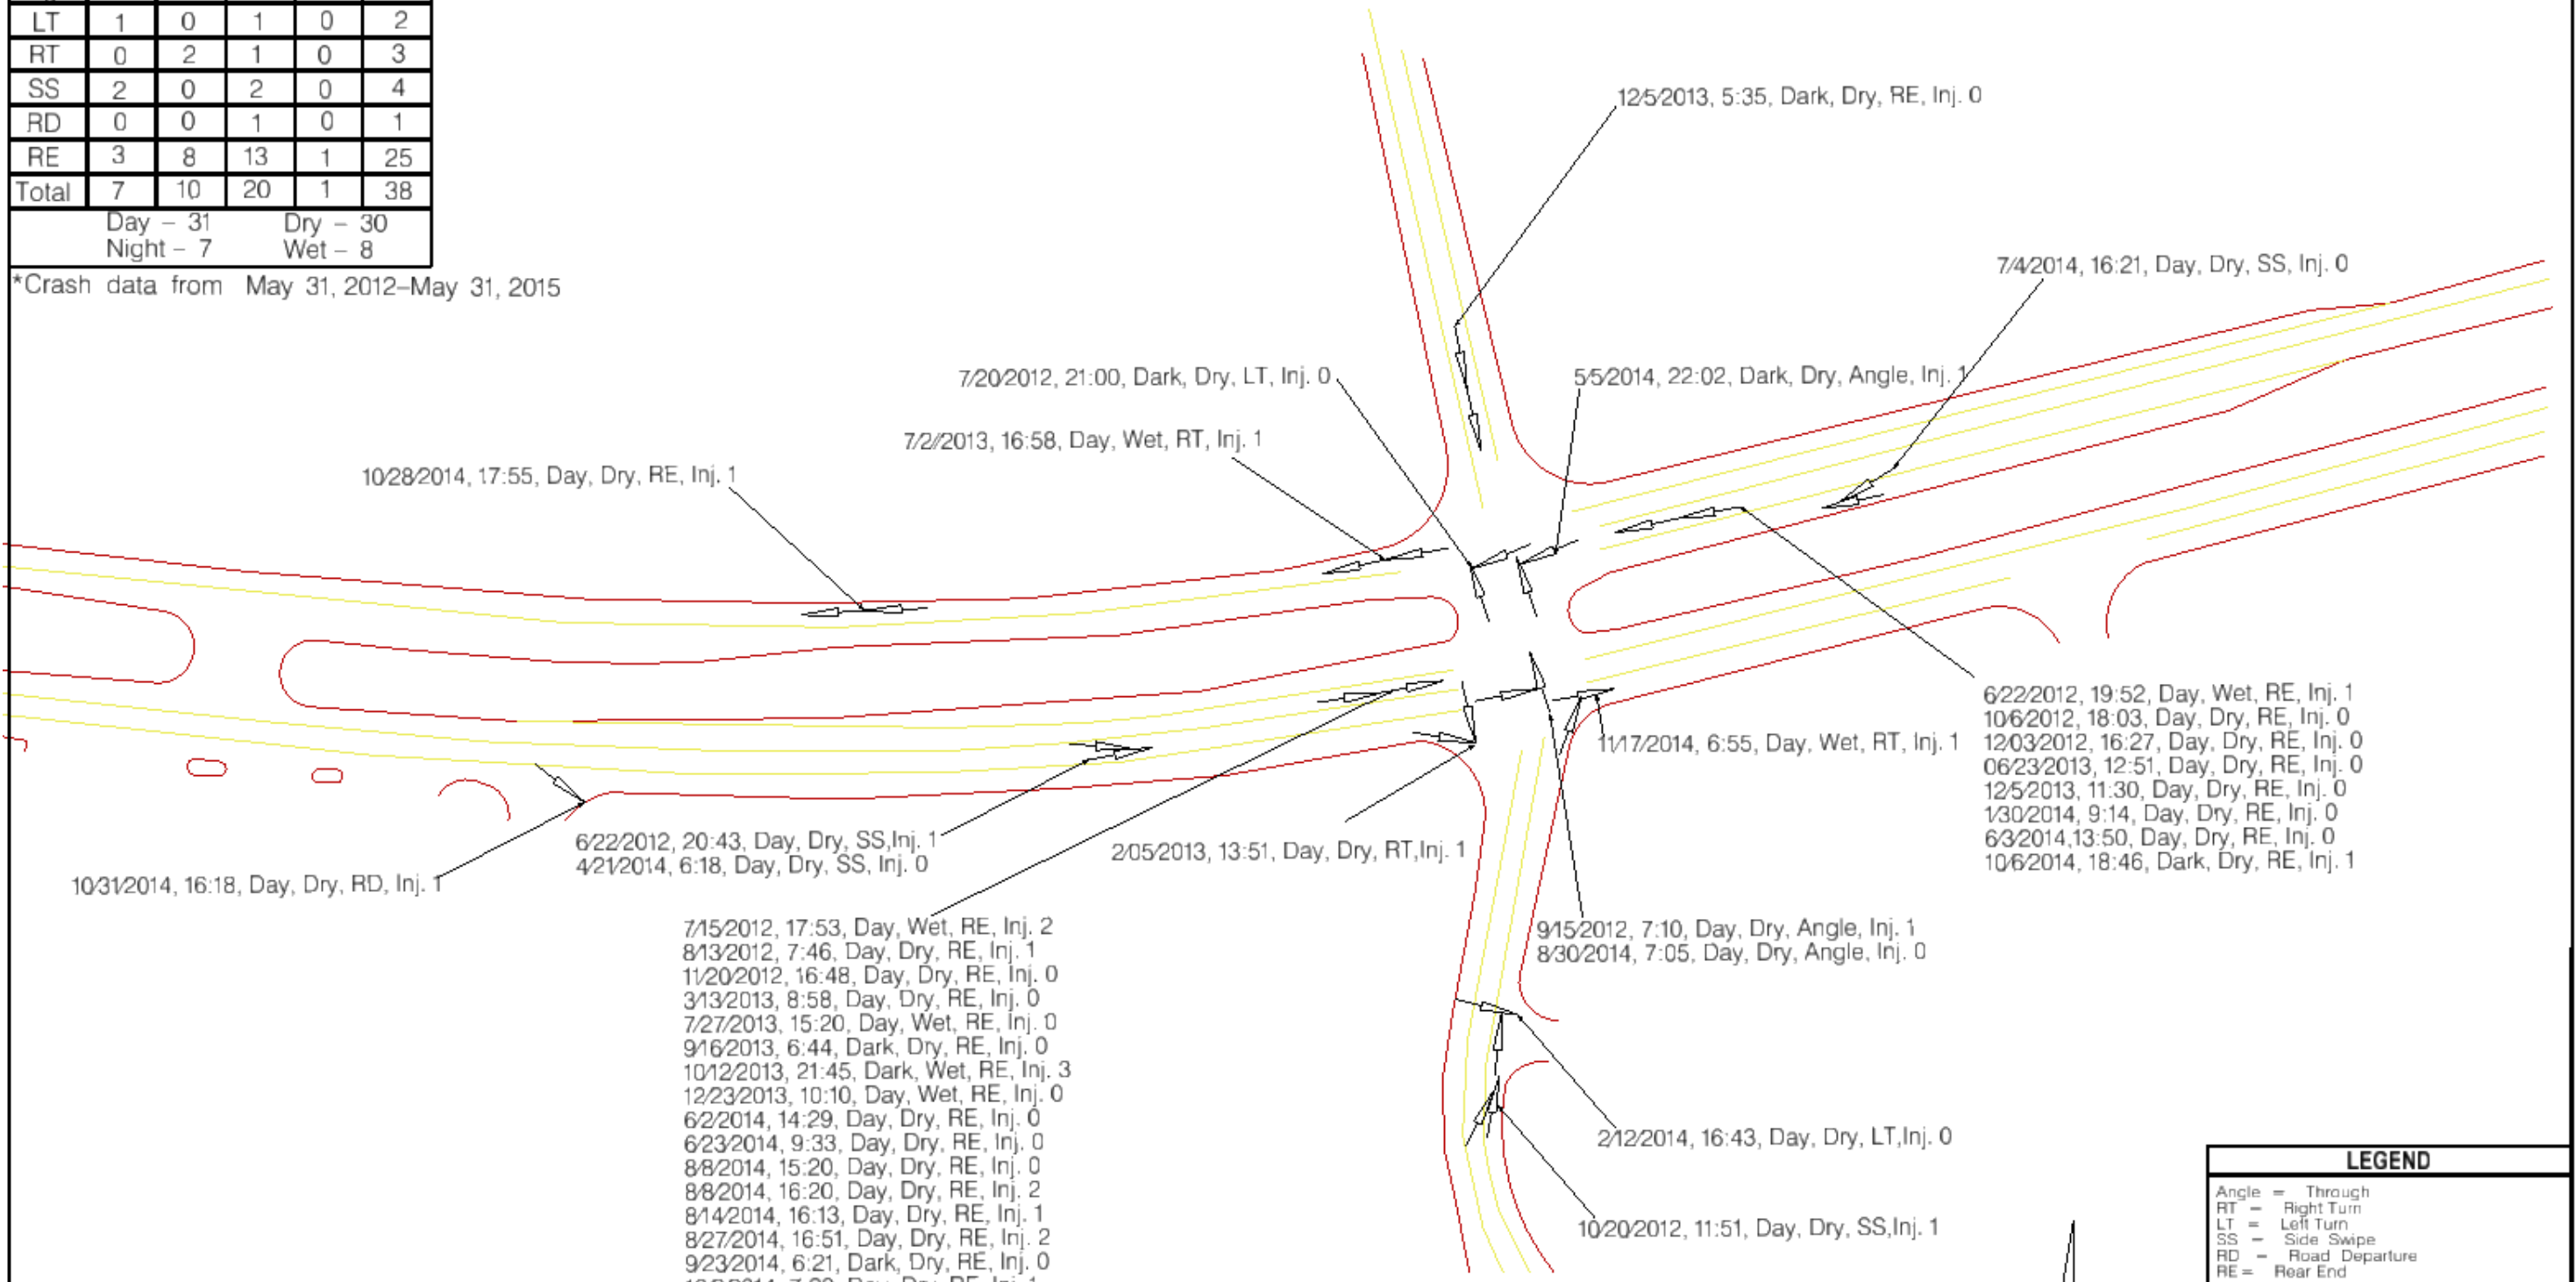 LT 1 0 1 0 2
RT 0 2 1 0 3
SS 2 0 2 0 4
RD 0 0 1 0 1
RE 3 8 13 1 25
Total 7 10 20 1 38
Day – 31 Dry – 30
Night – 7 Wet – 8
*Crash data from May 31, 2012–May 31, 2015
12/5/2013, 5:35, Dark, Dry, RE, Inj. 0
7/4/2014, 16:21, Day, Dry, SS, Inj. 0
7/20/2012, 21:00, Dark, Dry, LT, Inj. 0
5/5/2014, 22:02, Dark, Dry, Angle, Inj. 1
7/2//2013, 16:58, Day, Wet, RT, Inj. 1
10/28/2014, 17:55, Day, Dry, RE, Inj. 1
6/22/2012, 19:52, Day, Wet, RE, Inj. 1
10/6/2012, 18:03, Day, Dry, RE, Inj. 0
12/03/2012, 16:27, Day, Dry, RE, Inj. 0
06/23/2013, 12:51, Day, Dry, RE, Inj. 0
12/5/2013, 11:30, Day, Dry, RE, Inj. 0
1/30/2014, 9:14, Day, Dry, RE, Inj. 0
6/3/2014,13:50, Day, Dry, RE, Inj. 0
10/6/2014, 18:46, Dark, Dry, RE, Inj. 1
11/17/2014, 6:55, Day, Wet, RT, Inj. 1
6/22/2012, 20:43, Day, Dry, SS,Inj. 1
4/21/2014, 6:18, Day, Dry, SS, Inj. 0
2/05/2013, 13:51, Day, Dry, RT,Inj. 1
10/31/2014, 16:18, Day, Dry, RD, Inj. 1
7/15/2012, 17:53, Day, Wet, RE, Inj. 2
8/13/2012, 7:46, Day, Dry, RE, Inj. 1
11/20/2012, 16:48, Day, Dry, RE, Inj. 0
3/13/2013, 8:58, Day, Dry, RE, Inj. 0
7/27/2013, 15:20, Day, Wet, RE, Inj. 0
9/16/2013, 6:44, Dark, Dry, RE, Inj. 0
10/12/2013, 21:45, Dark, Wet, RE, Inj. 3
12/23/2013, 10:10, Day, Wet, RE, Inj. 0
6/2/2014, 14:29, Day, Dry, RE, Inj. 0
6/23/2014, 9:33, Day, Dry, RE, Inj. 0
8/8/2014, 15:20, Day, Dry, RE, Inj. 0
8/8/2014, 16:20, Day, Dry, RE, Inj. 2
8/14/2014, 16:13, Day, Dry, RE, Inj. 1
8/27/2014, 16:51, Day, Dry, RE, Inj. 2
9/23/2014, 6:21, Dark, Dry, RE, Inj. 0
9/15/2012, 7:10, Day, Dry, Angle, Inj. 1
8/30/2014, 7:05, Day, Dry, Angle, Inj. 0
2/12/2014, 16:43, Day, Dry, LT,Inj. 0
10/20/2012, 11:51, Day, Dry, SS,Inj. 1
LEGEND
Angle = Through
RT = Right Turn
LT = Left Turn
SS = Side Swipe
RD = Road Departure
RE = Rear End